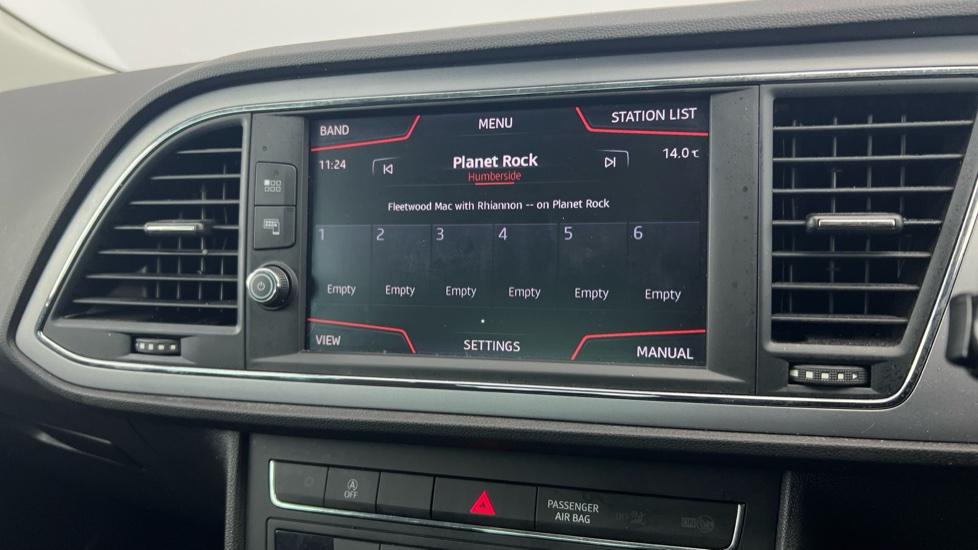 BAND
MENU
STATION LIST
11:24
Planet Rock
14.0℃
Humberside
Fleetwood Mac with Rhiannon -- on Planet Rock
1 2 3 4 5 6
Empty Empty Empty Empty Empty Empty
VIEW
SETTINGS
MANUAL
A
OFF
PASSENGER
AIR BAG